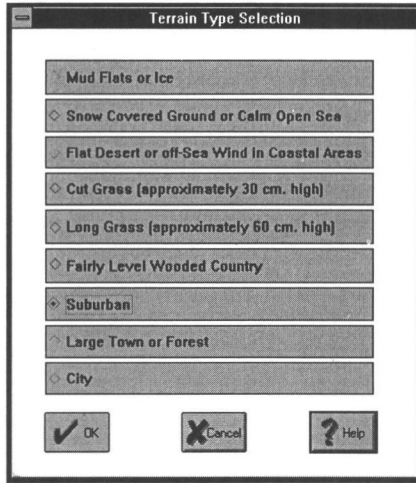 Terrain Type Selection
Mud Flats or Ice
Snow Covered Ground or Calm Open Sea
Flat Desert or off-Sea Wind in Coastal Areas
Cut Grass (approximately 30 cm. high)
Long Grass (approximately 60 cm. high)
Fairly Level Wooded Country
Suburban
Large Town or Forest
City
OK Cancel ? Help